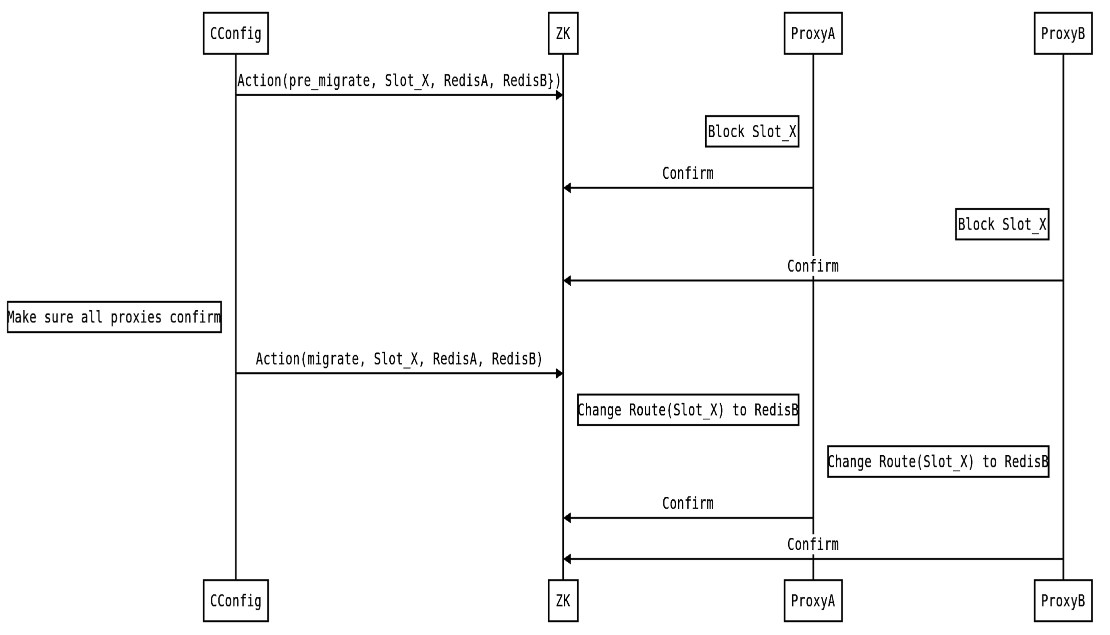 CConfig
ZK
ProxyA
ProxyB
Action(pre_migrate, Slot_X, RedisA, RedisB})
Block Slot_X
Confirm
Block Slot_X
Confirm
Make sure all proxies confirm
Action(migrate, Slot_X, RedisA, RedisB)
Change Route(Slot_X) to RedisB
Change Route(Slot_X) to RedisB
Confirm
Confirm
CConfig
ZK
ProxyA
ProxyB